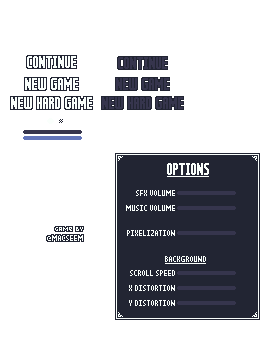 CONTINUE CONTINUE
NEW GAME NEW GAME
NEW HARD GAME NEW HARD GAME
OPTIONS
SFX VOLUME
MUSIC VOLUME
PIXELIZATION
BACKGROUND
SCROLL SPEED
X DISTORTION
Y DISTORTION
GAME BY